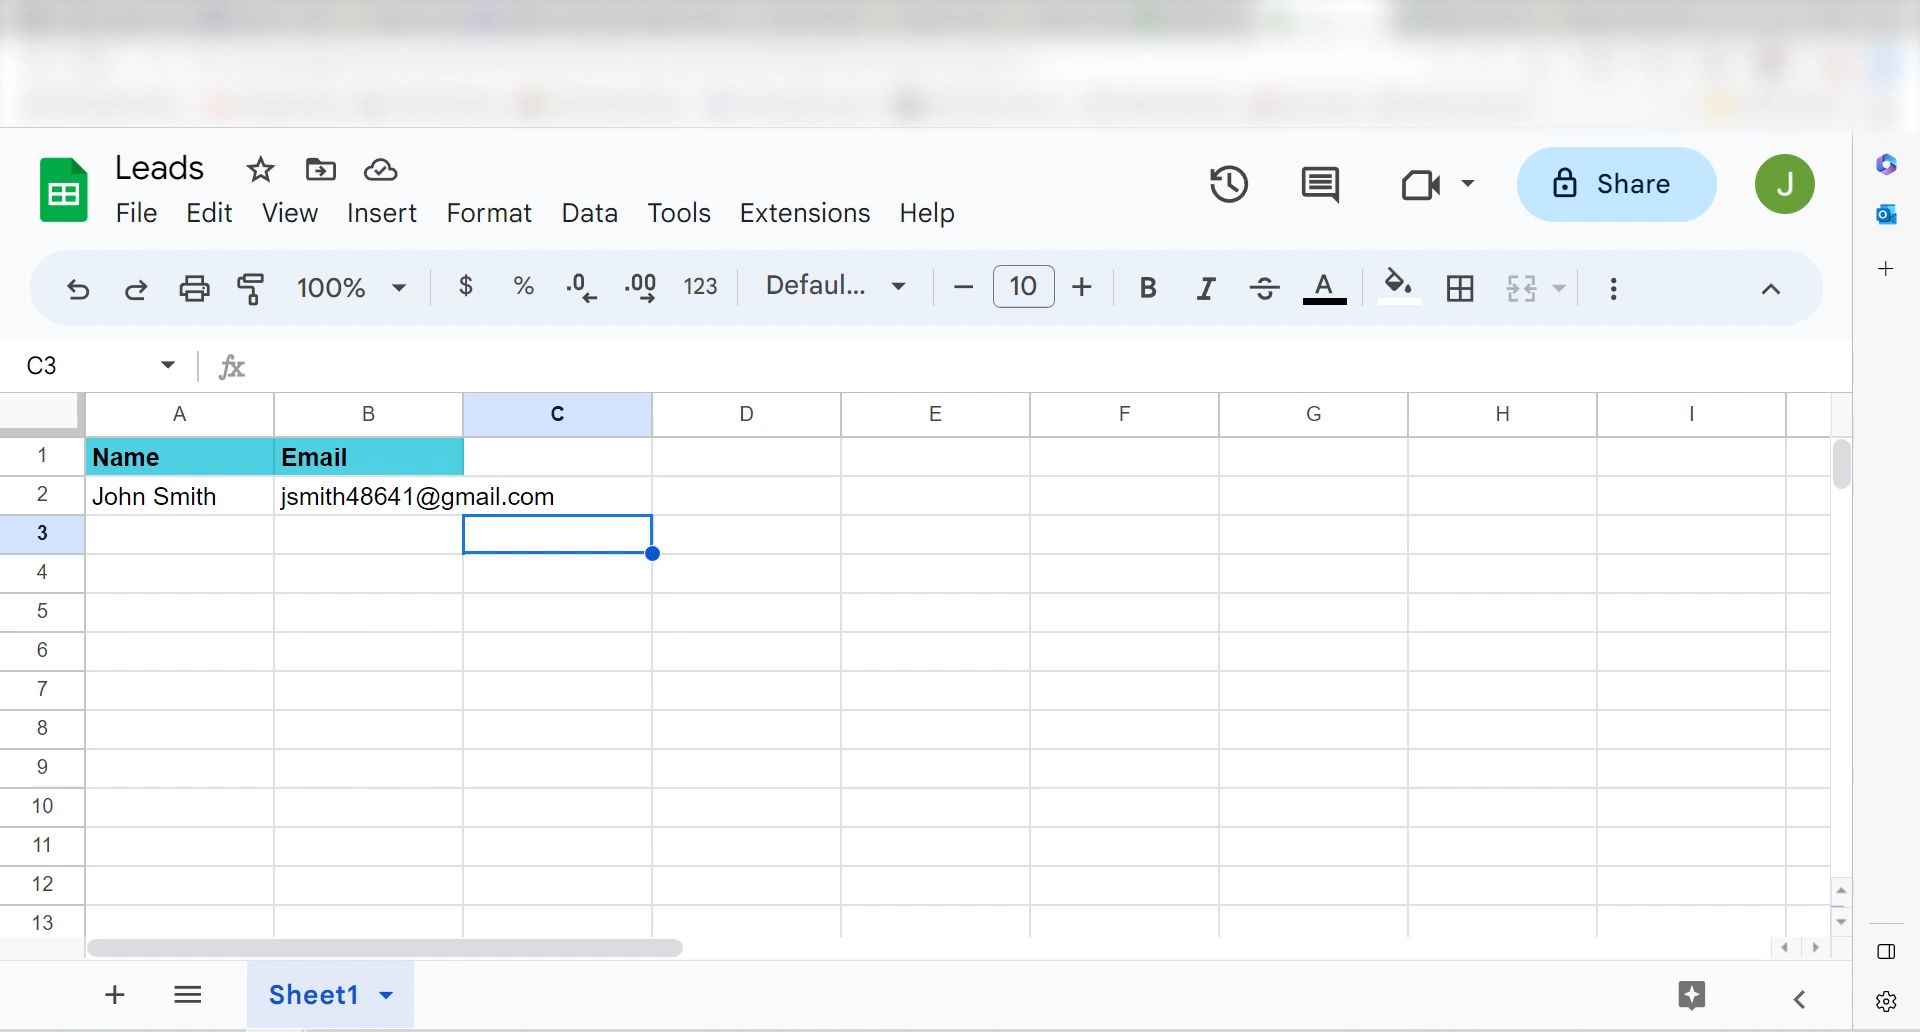 Leads
File Edit View Insert Format Data Tools Extensions Help
Share
J
100% $ % .0 .00 123 Defaul... 10 B I A
C3 fx
A B C D E F G H I
1 Name Email
2 John Smith jsmith48641@gmail.com
3
4
5
6
7
8
9
10
11
12
13
Sheet1